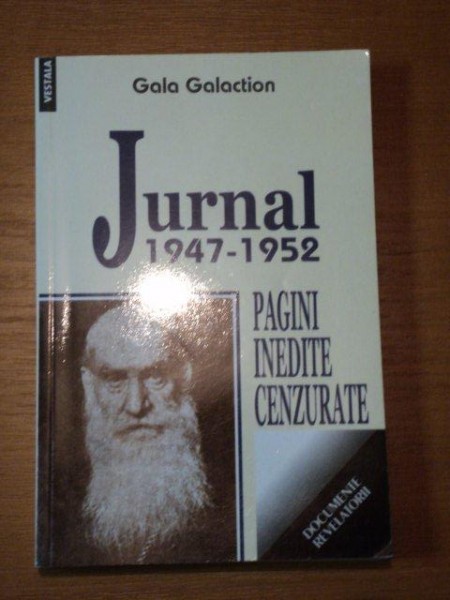 VESTALA
Gala Galaction
Jurnal
1947-1952
PAGINI
INEDITE
CENZURATE
DOCUMENTE
REVELATORII